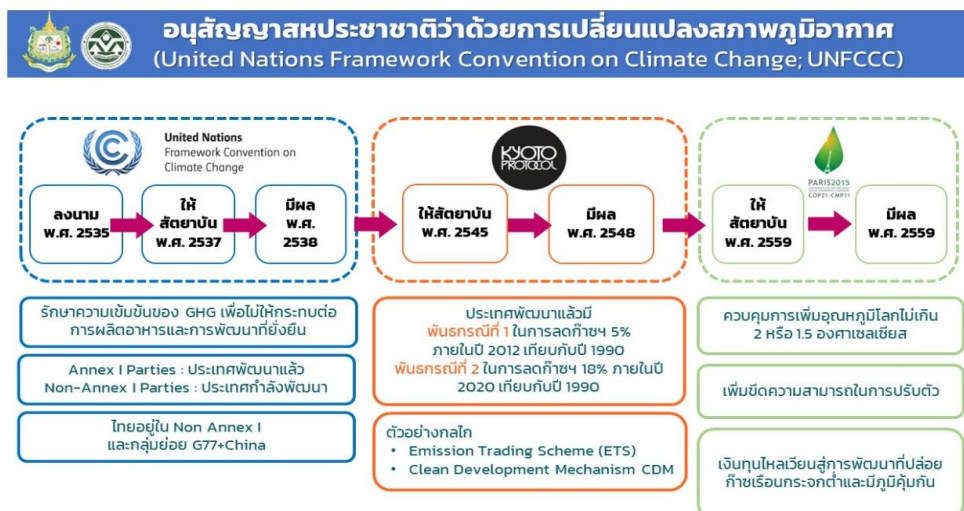 อนุสัญญาสหประชาชาติว่าด้วยการเปลี่ยนแปลงสภาพภูมิอากาศ
(United Nations Framework Convention on Climate Change; UNFCCC)
United Nations
Framework Convention on
Climate Change
ลงนาม
พ.ศ. 2535
ให้
สัตยาบัน
พ.ศ. 2537
มีผล
พ.ศ.
2538
รักษาความเข้มข้นของ GHG เพื่อไม่ให้กระทบต่อ
การผลิตอาหารและการพัฒนาที่ยั่งยืน
Annex I Parties : ประเทศพัฒนาแล้ว
Non-Annex I Parties : ประเทศกำลังพัฒนา
ไทยอยู่ใน Non Annex I
และกลุ่มย่อย G77+China
KYOTO
PROTOCOL
ให้สัตยาบัน
พ.ศ. 2545
มีผล
พ.ศ. 2548
ประเทศพัฒนาแล้วมี
พันธกรณีที่ 1 ในการลดก๊าซฯ 5%
ภายในปี 2012 เทียบกับปี 1990
พันธกรณีที่ 2 ในการลดก๊าซฯ 18% ภายในปี
2020 เทียบกับปี 1990
ตัวอย่างกลไก
• Emission Trading Scheme (ETS)
• Clean Development Mechanism CDM
PARIS2015
COP21·CMP11
ให้
สัตยาบัน
พ.ศ. 2559
มีผล
พ.ศ. 2559
ควบคุมการเพิ่มอุณหภูมิโลกไม่เกิน
2 หรือ 1.5 องศาเซลเซียส
เพิ่มขีดความสามารถในการปรับตัว
เงินทุนไหลเวียนสู่การพัฒนาที่ปล่อย
ก๊าซเรือนกระจกต่ำและมีภูมิคุ้มกัน